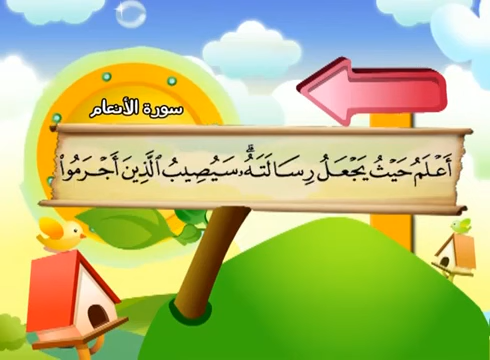 سورة الأنعام
أَعْلَمُ حَيْثُ يَجْعَلُ رِسَالَتَهُۥۗ سَيُصِيبُ ٱلَّذِينَ أَجْرَمُوا۟